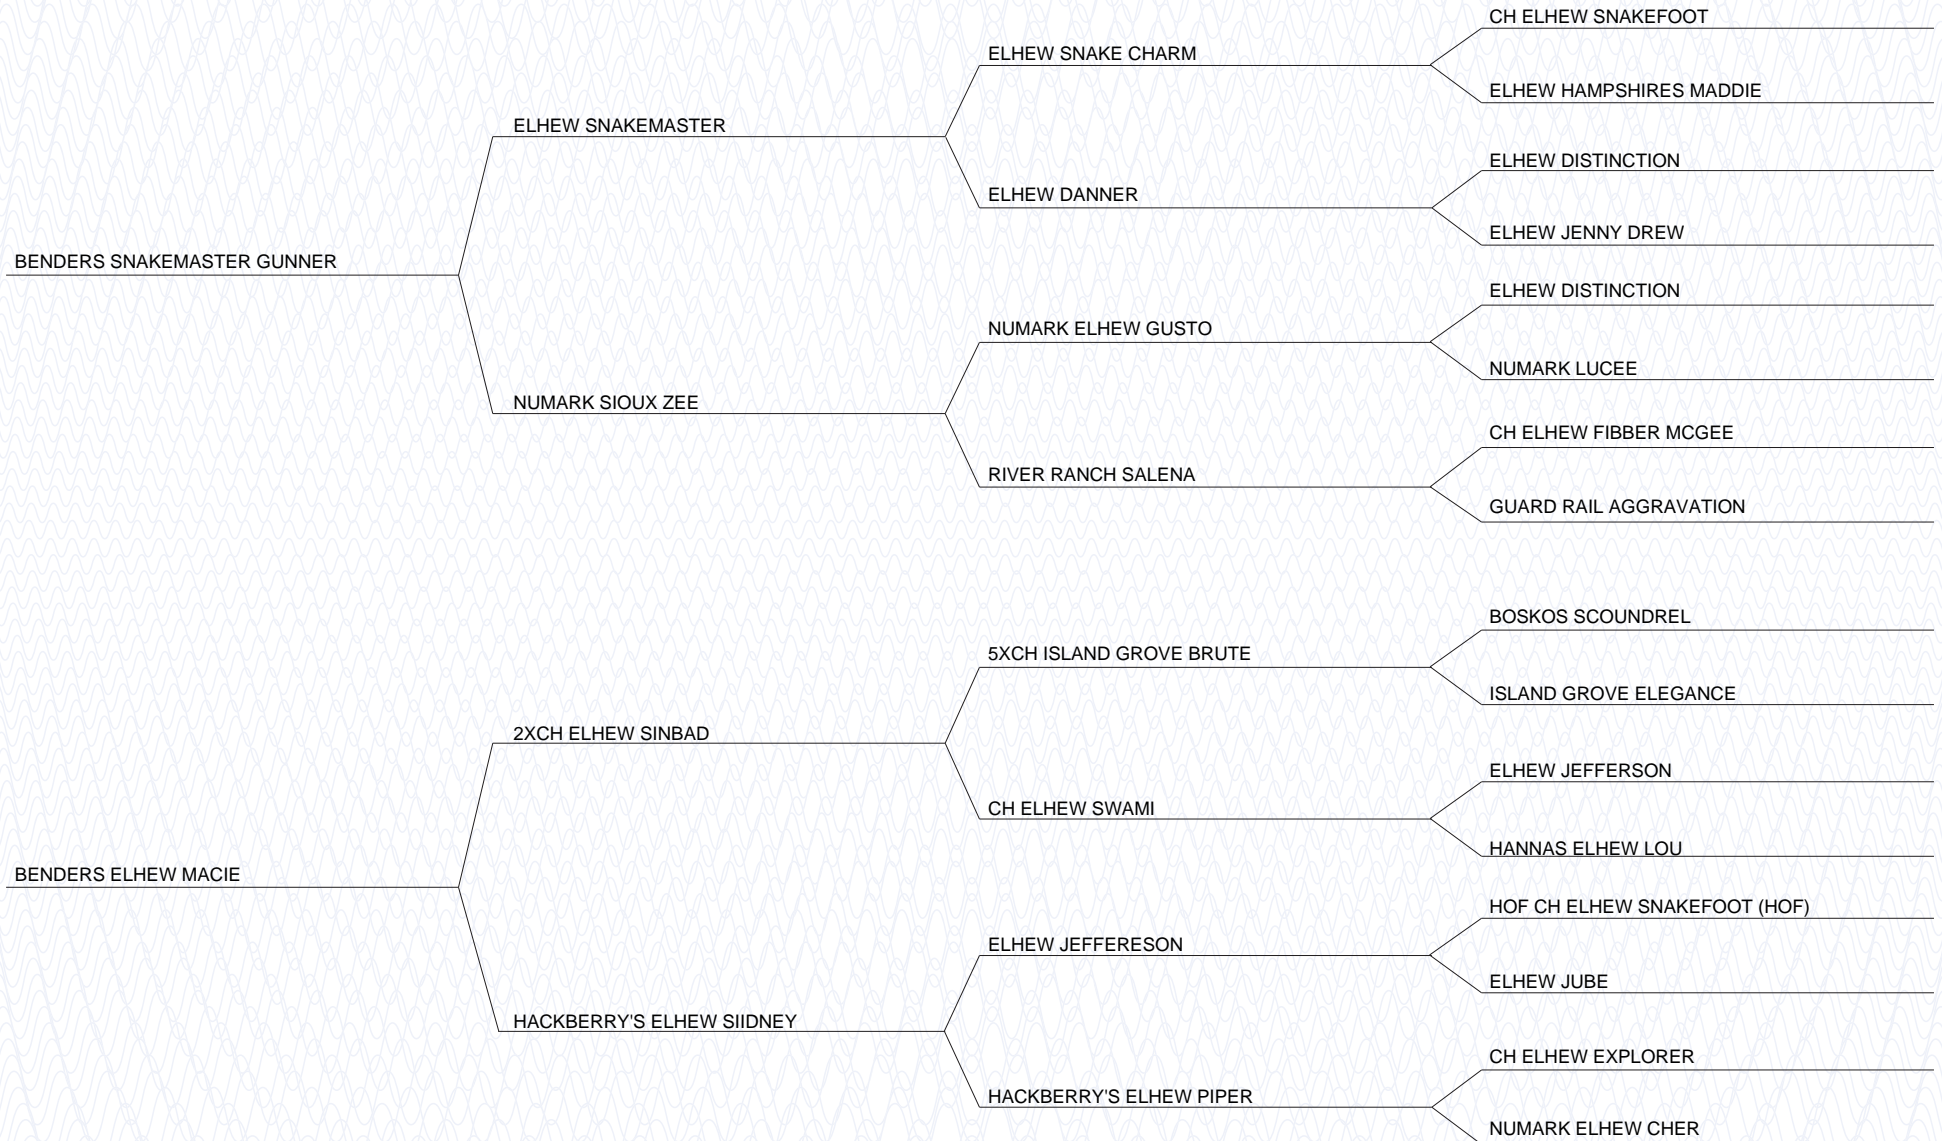 CH ELHEW SNAKEFOOT
ELHEW SNAKE CHARM
ELHEW HAMPSHIRES MADDIE
ELHEW SNAKEMASTER
ELHEW DISTINCTION
ELHEW DANNER
ELHEW JENNY DREW
BENDERS SNAKEMASTER GUNNER
ELHEW DISTINCTION
NUMARK ELHEW GUSTO
NUMARK LUCEE
NUMARK SIOUX ZEE
CH ELHEW FIBBER MCGEE
RIVER RANCH SALENA
GUARD RAIL AGGRAVATION
BOSKOS SCOUNDREL
5XCH ISLAND GROVE BRUTE
ISLAND GROVE ELEGANCE
2XCH ELHEW SINBAD
ELHEW JEFFERSON
CH ELHEW SWAMI
HANNAS ELHEW LOU
BENDERS ELHEW MACIE
HOF CH ELHEW SNAKEFOOT (HOF)
ELHEW JEFFERESON
ELHEW JUBE
HACKBERRY'S ELHEW SIIDNEY
CH ELHEW EXPLORER
HACKBERRY'S ELHEW PIPER
NUMARK ELHEW CHER